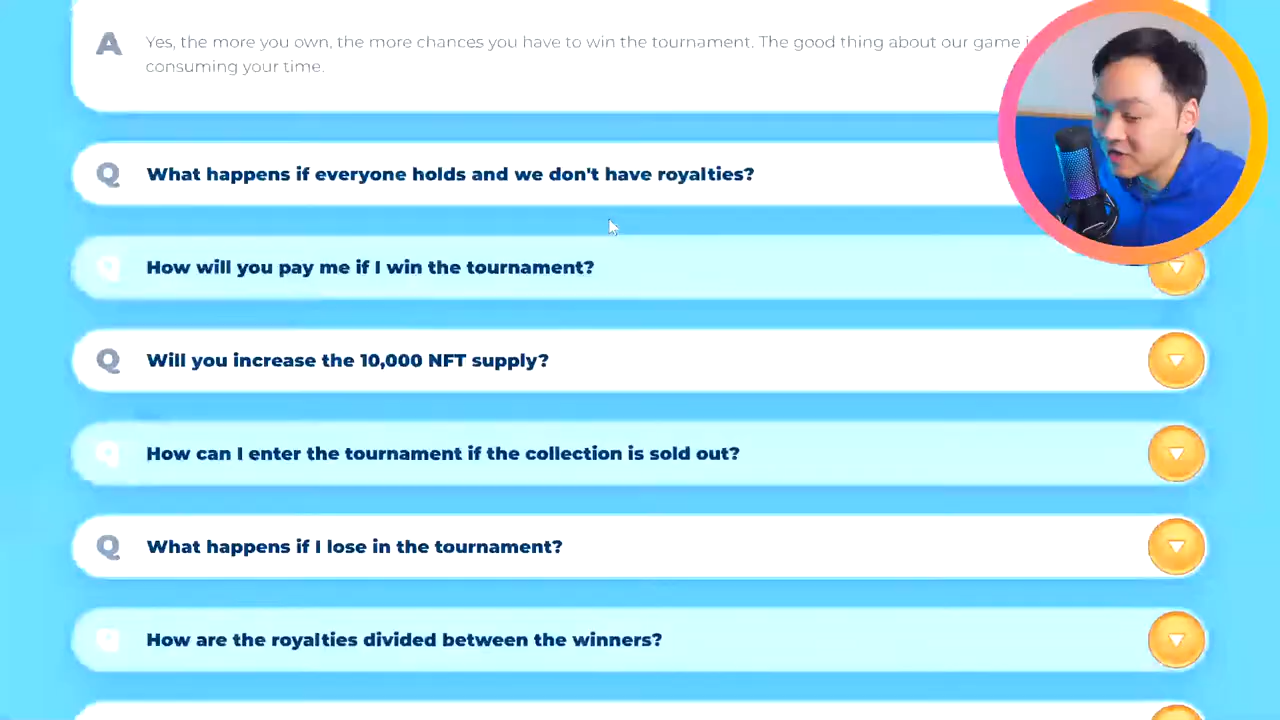 A
Yes, the more you own, the more chances you have to win the tournament. The good thing about our game
consuming your time.
Q
What happens if everyone holds and we don't have royalties?
Q
How will you pay me if I win the tournament?
Q
Will you increase the 10,000 NFT supply?
Q
How can I enter the tournament if the collection is sold out?
Q
What happens if I lose in the tournament?
Q
How are the royalties divided between the winners?